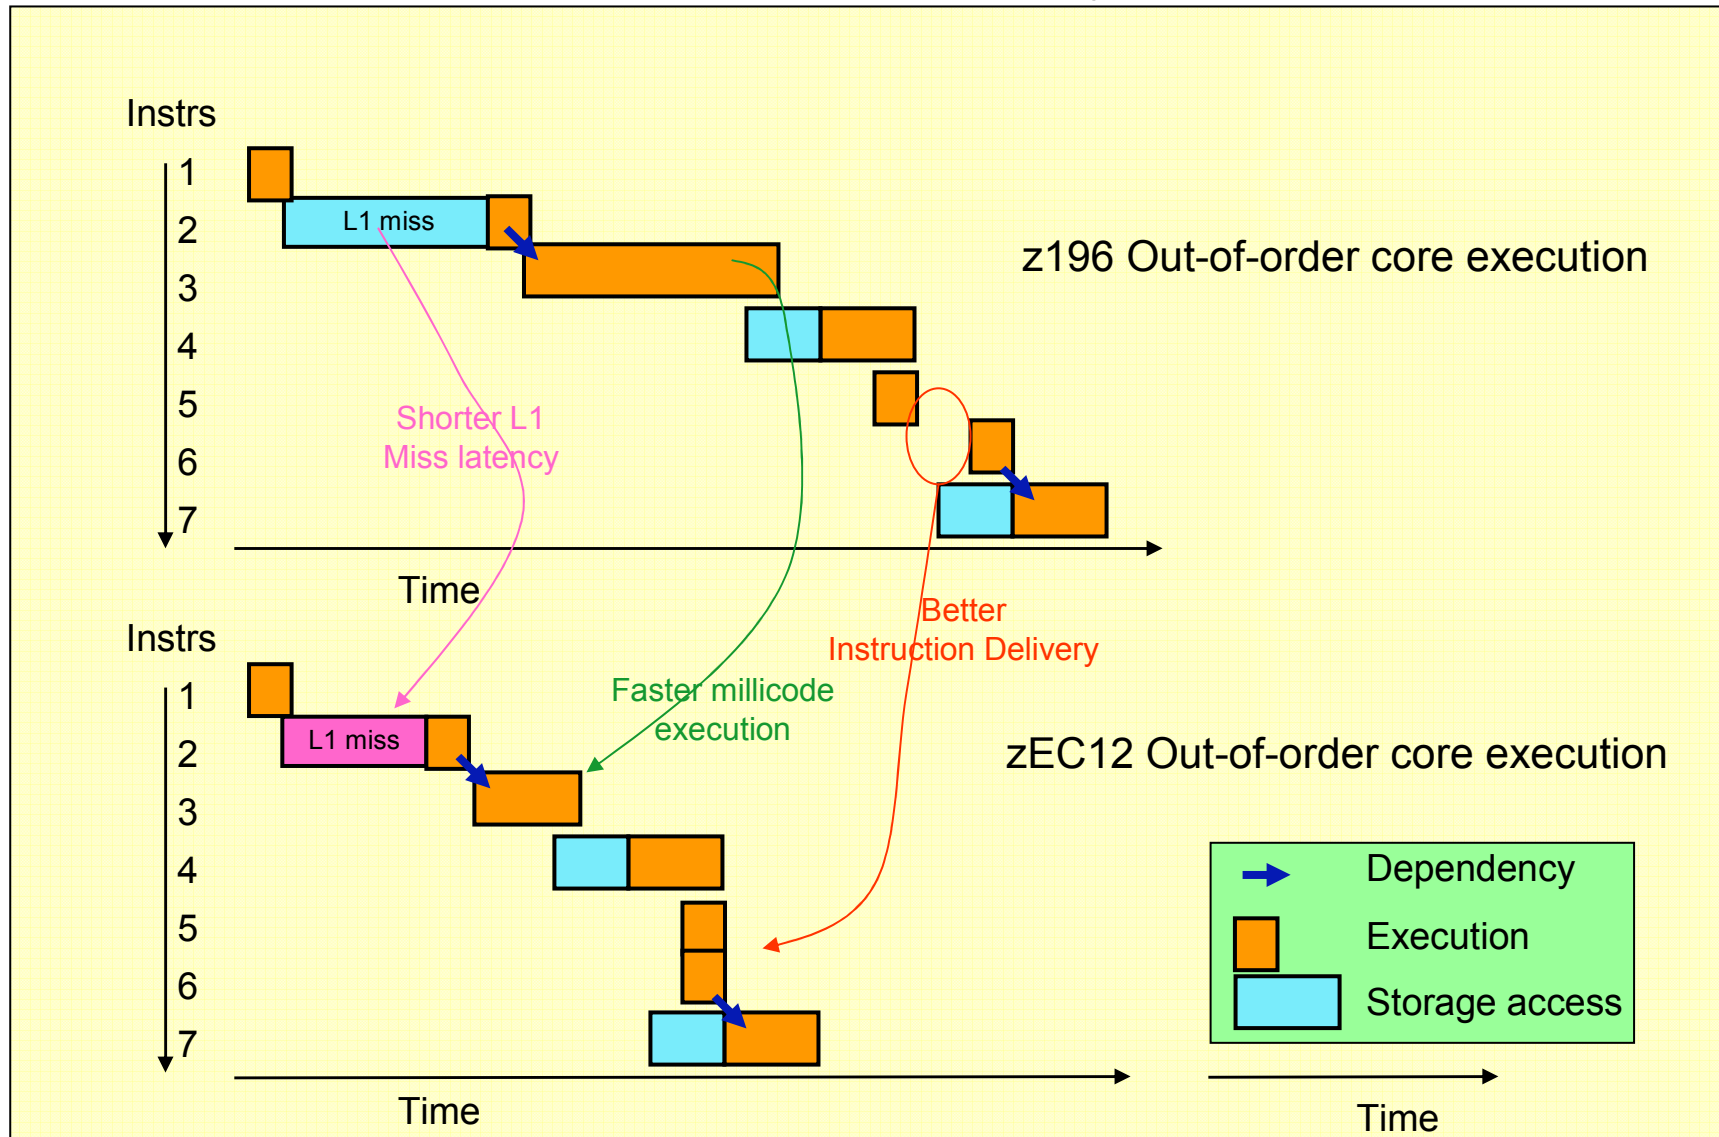 Instrs
1
2
L1 miss
3
z196 Out-of-order core execution
4
5
Shorter L1
Miss latency
6
7
Time
Better
Instruction Delivery
Instrs
1
Faster millicode
execution
2
L1 miss
zEC12 Out-of-order core execution
3
4
5
6
7
Dependency
Execution
Storage access
Time
Time